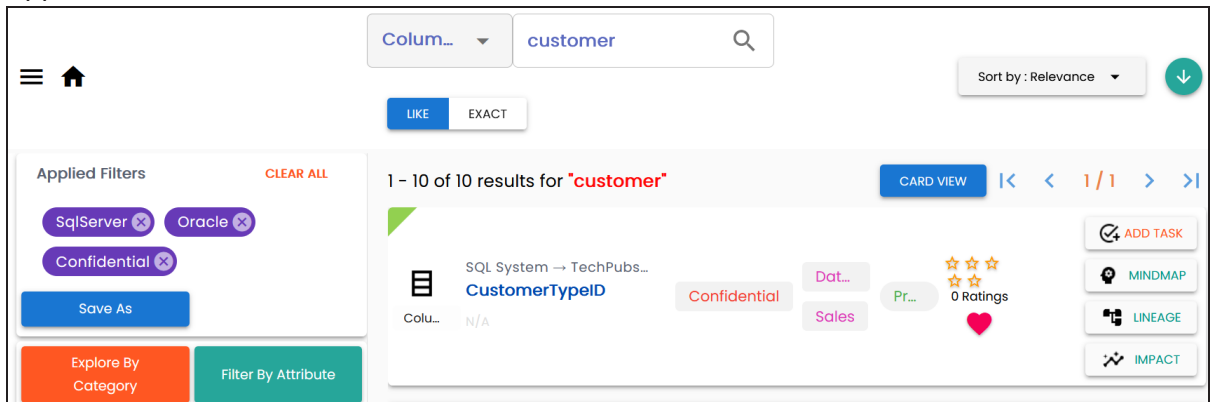 Colum...
customer
Sort by : Relevance
LIKE
EXACT
Applied Filters
CLEAR ALL
SqlServer
Oracle
Confidential
Save As
Explore By
Category
Filter By Attribute
1 - 10 of 10 results for "customer"
CARD VIEW
1 / 1
Colu...
SQL System → TechPubs...
CustomerTypeID
N/A
Confidential
Dat...
Sales
Pr...
0 Ratings
ADD TASK
MINDMAP
LINEAGE
IMPACT